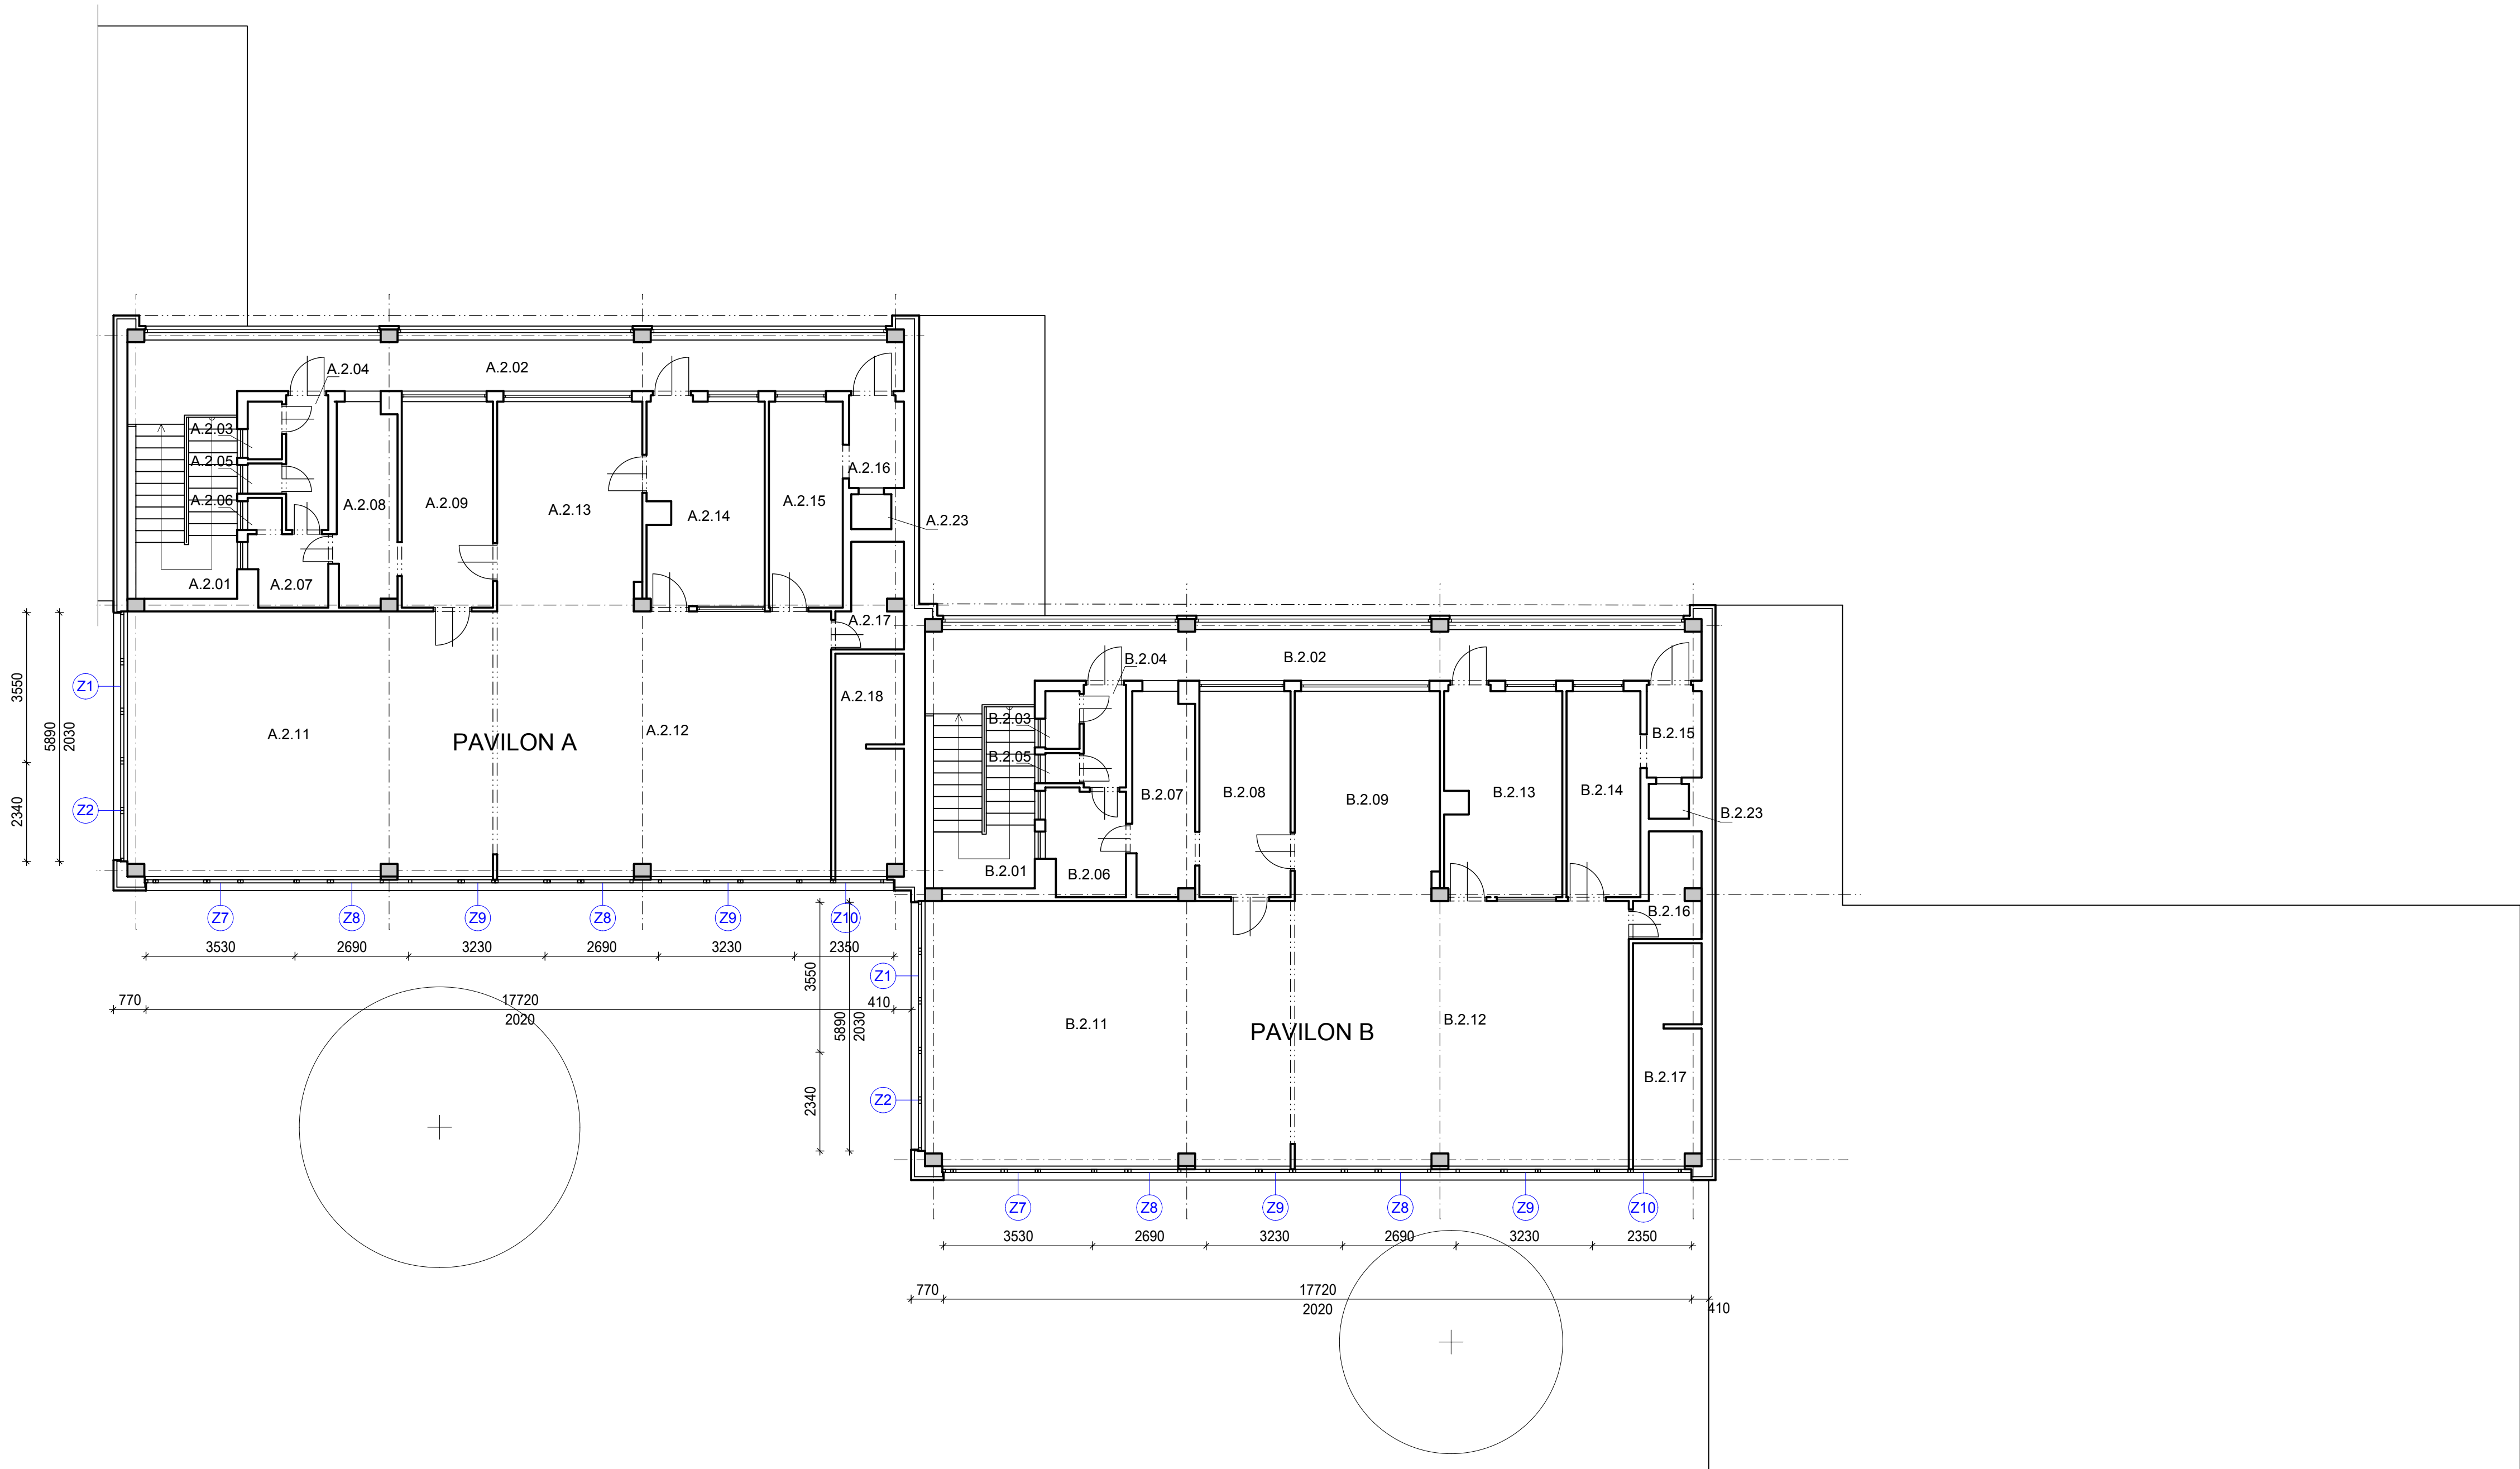 A.2.02
A.2.04
A.2.03
A.2.05
A.2.06
A.2.08
A.2.09
A.2.13
A.2.14
A.2.15
A.2.16
A.2.23
A.2.01
A.2.07
A.2.17
A.2.18
A.2.11
PAVILON A
A.2.12
Z1
Z2
3550
2340
5890
2030
Z7
Z8
Z9
Z8
Z9
Z10
3530
2690
3230
2690
3230
2350
770
17720
2020
410
B.2.02
B.2.04
B.2.03
B.2.05
B.2.07
B.2.08
B.2.09
B.2.13
B.2.14
B.2.15
B.2.23
B.2.01
B.2.06
B.2.16
B.2.17
B.2.11
PAVILON B
B.2.12
Z1
Z2
3550
2340
5890
2030
Z7
Z8
Z9
Z8
Z9
Z10
3530
2690
3230
2690
3230
2350
770
17720
2020
410